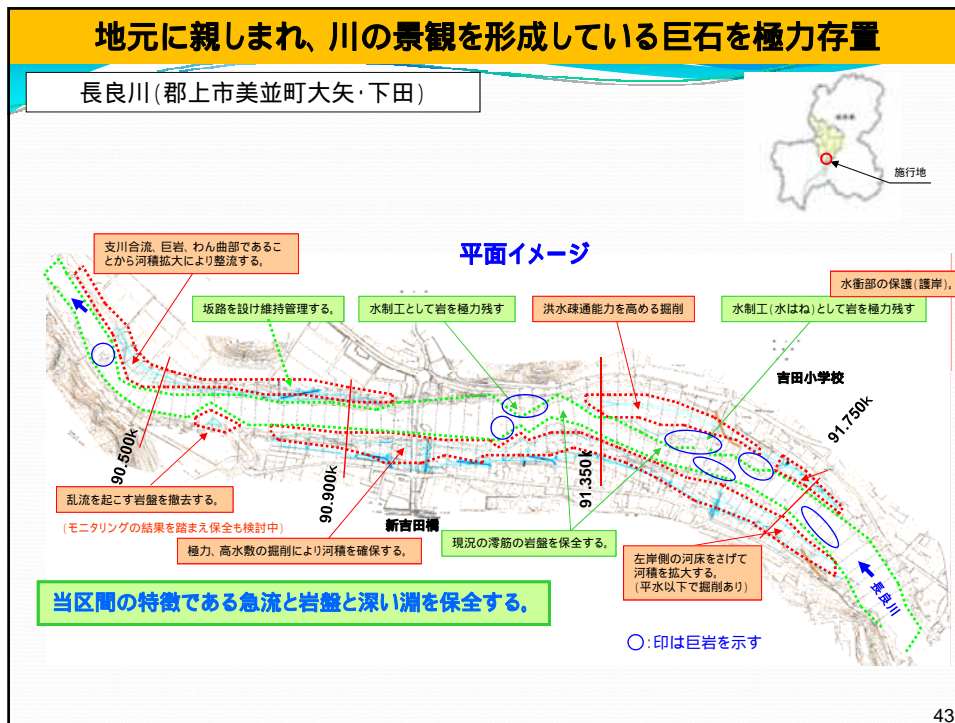 地元に親しまれ、川の景観を形成している巨石を極力存置
長良川(郡上市美並町大矢・下田)
施行地
平面イメージ
支川合流、巨岩、わん曲部であるこ
とから河積拡大により整流する。
坂路を設け維持管理する。
水制工として岩を極力残す
洪水疎通能力を高める掘削
水衝部の保護(護岸)。
水制工(水はね)として岩を極力残す
吉田小学校
90.500k
90.900k
91.350k
91.750k
乱流を起こす岩盤を撤去する。
(モニタリングの結果を踏まえ保全も検討中)
新吉田橋
極力、高水敷の掘削により河積を確保する。
現況の澪筋の岩盤を保全する。
左岸側の河床をさげて
河積を拡大する。
(平水以下で掘削あり)
長良川
当区間の特徴である急流と岩盤と深い淵を保全する。
○:印は巨岩を示す
43